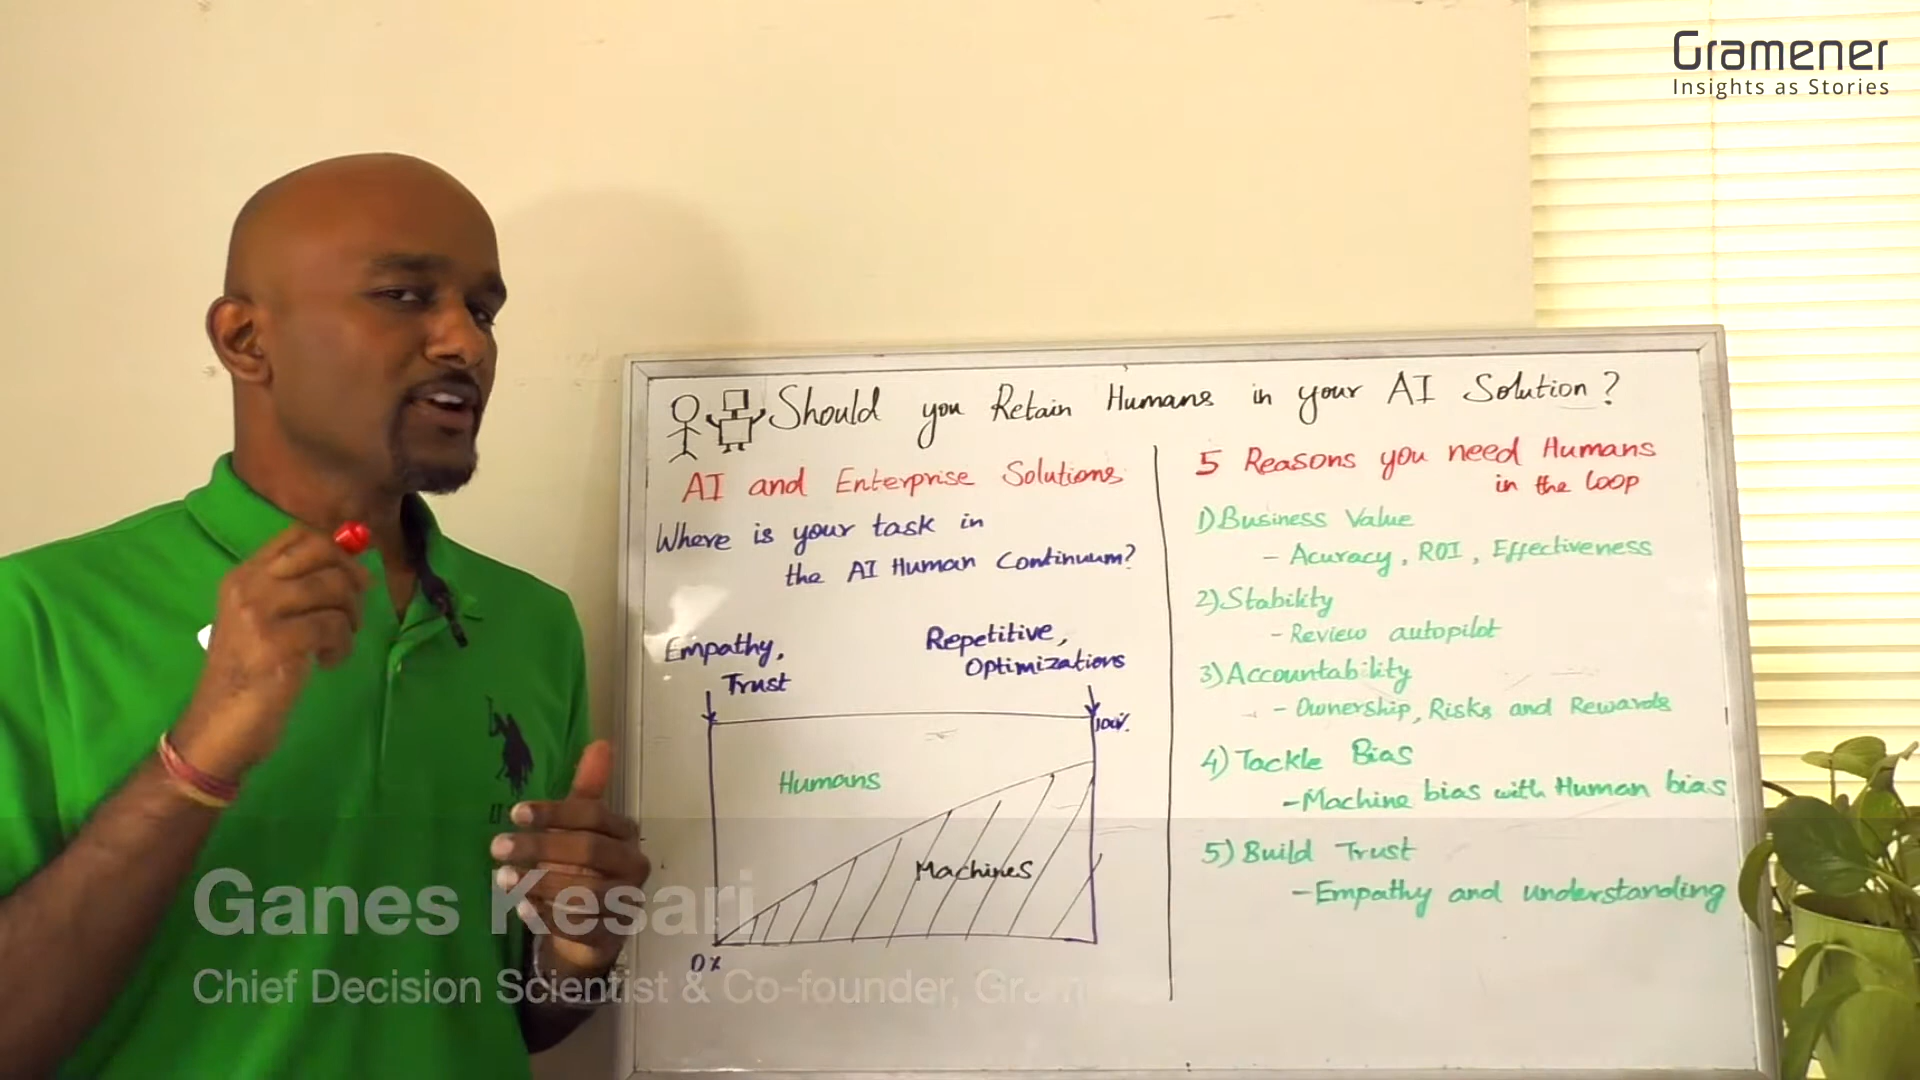 Gramener
Insights as Stories
Should you Retain Humans in your AI Solution?
AI and Enterprise Solutions
Where is your task in
the AI Human Continuum?
Empathy,
Trust
Repetitive,
Optimizations
100%
Humans
Machines
0%
5 Reasons you need Humans
in the loop
1) Business Value
- Acuracy, ROI, Effectiveness
2) Stability
- Review autopilot
3) Accountability
- Ownership, Risks and Rewards
4) Tackle Bias
- Machine bias with Human bias
5) Build Trust
- Empathy and understanding
Ganes Kesari
Chief Decision Scientist & Co-founder, Gram